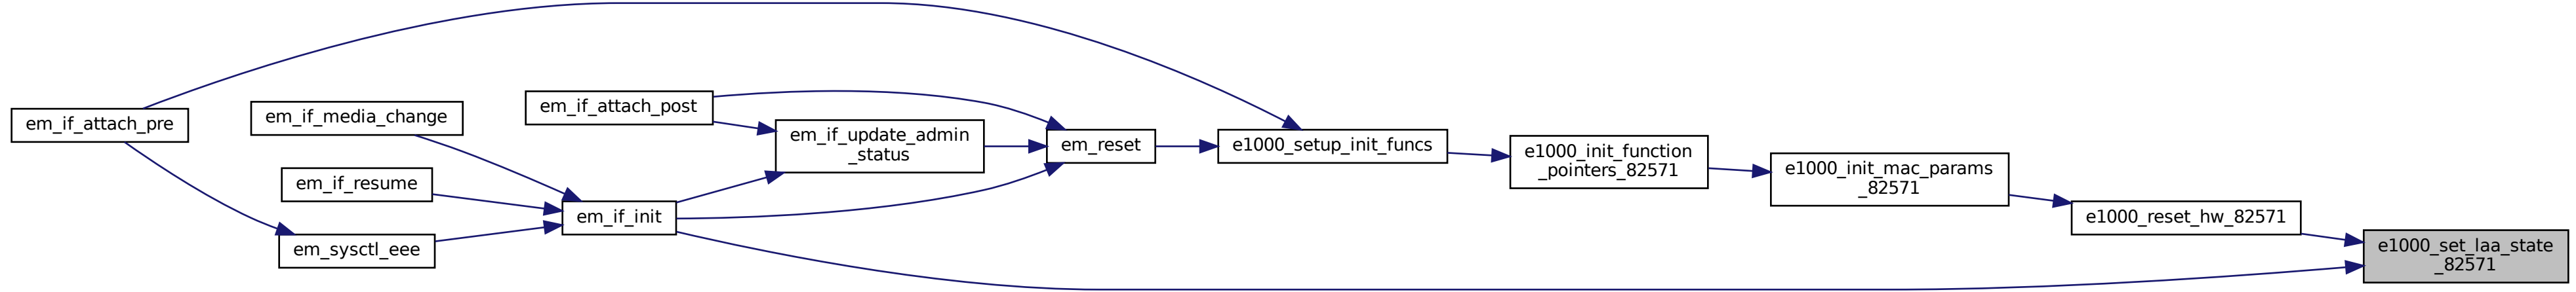 em_if_attach_pre
em_if_media_change
em_if_resume
em_sysctl_eee
em_if_attach_post
em_if_init
em_if_update_admin
_status
em_reset
e1000_setup_init_funcs
e1000_init_function
_pointers_82571
e1000_init_mac_params
_82571
e1000_reset_hw_82571
e1000_set_laa_state
_82571